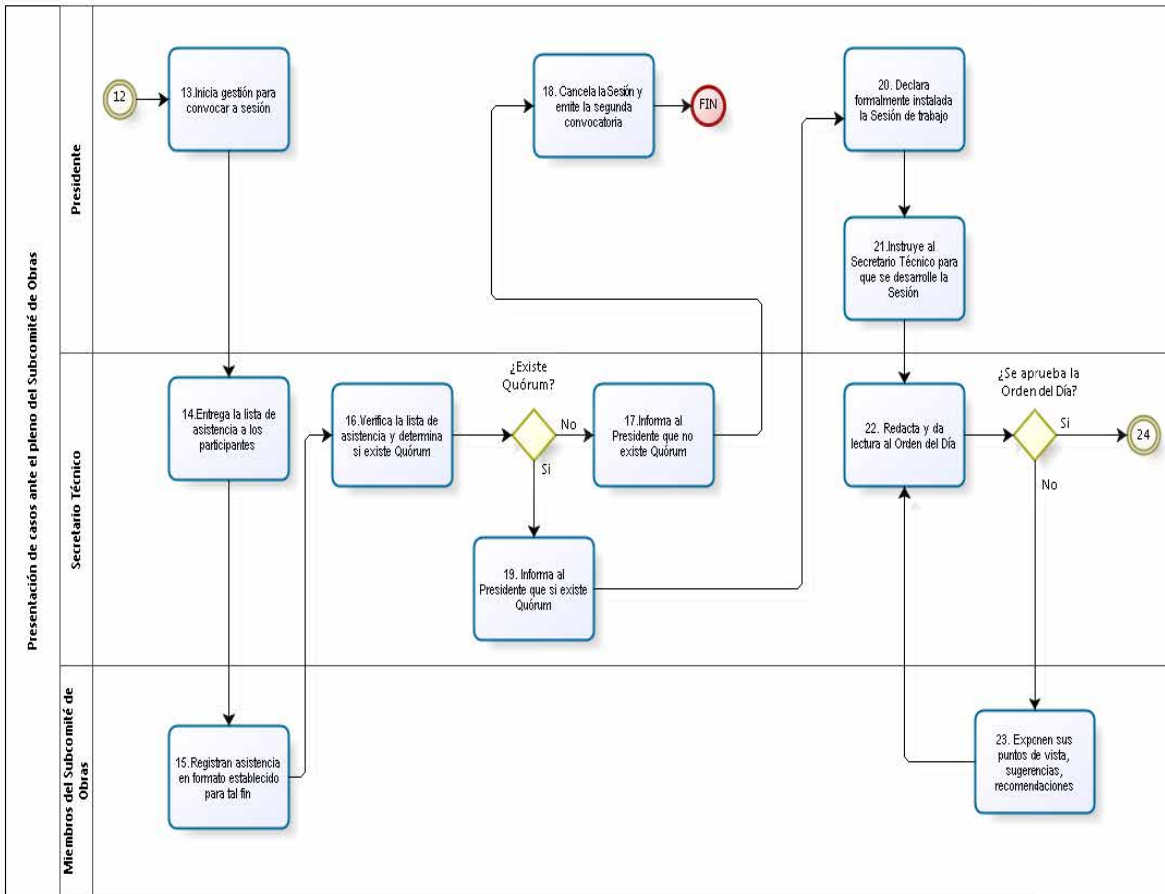 Presentación de casos ante el pleno del Subcomité de Obras
Presidente
12
13.Inicia gestión para
convocar a sesión
18. Cancela la Sesión y
emite la segunda
convocatoria
FIN
20. Declara
formalmente instalada
la Sesión de trabajo
21.Instruye al
Secretario Técnico para
que se desarrolle la
Sesión
Secretario Técnico
14.Entrega la lista de
asistencia a los
participantes
16.Verifica la lista de
asistencia y determina
si existe Quórum
¿Existe
Quórum?
No
Si
17.Informa al
Presidente que no
existe Quórum
19. Informa al
Presidente que si existe
Quórum
22. Redacta y da
lectura al Orden del Día
¿Se aprueba la
Orden del Día?
Si
24
No
Miembros del Subcomité de
Obras
15.Registran asistencia
en formato establecido
para tal fin
23. Exponen sus
puntos de vista,
sugerencias,
recomendaciones